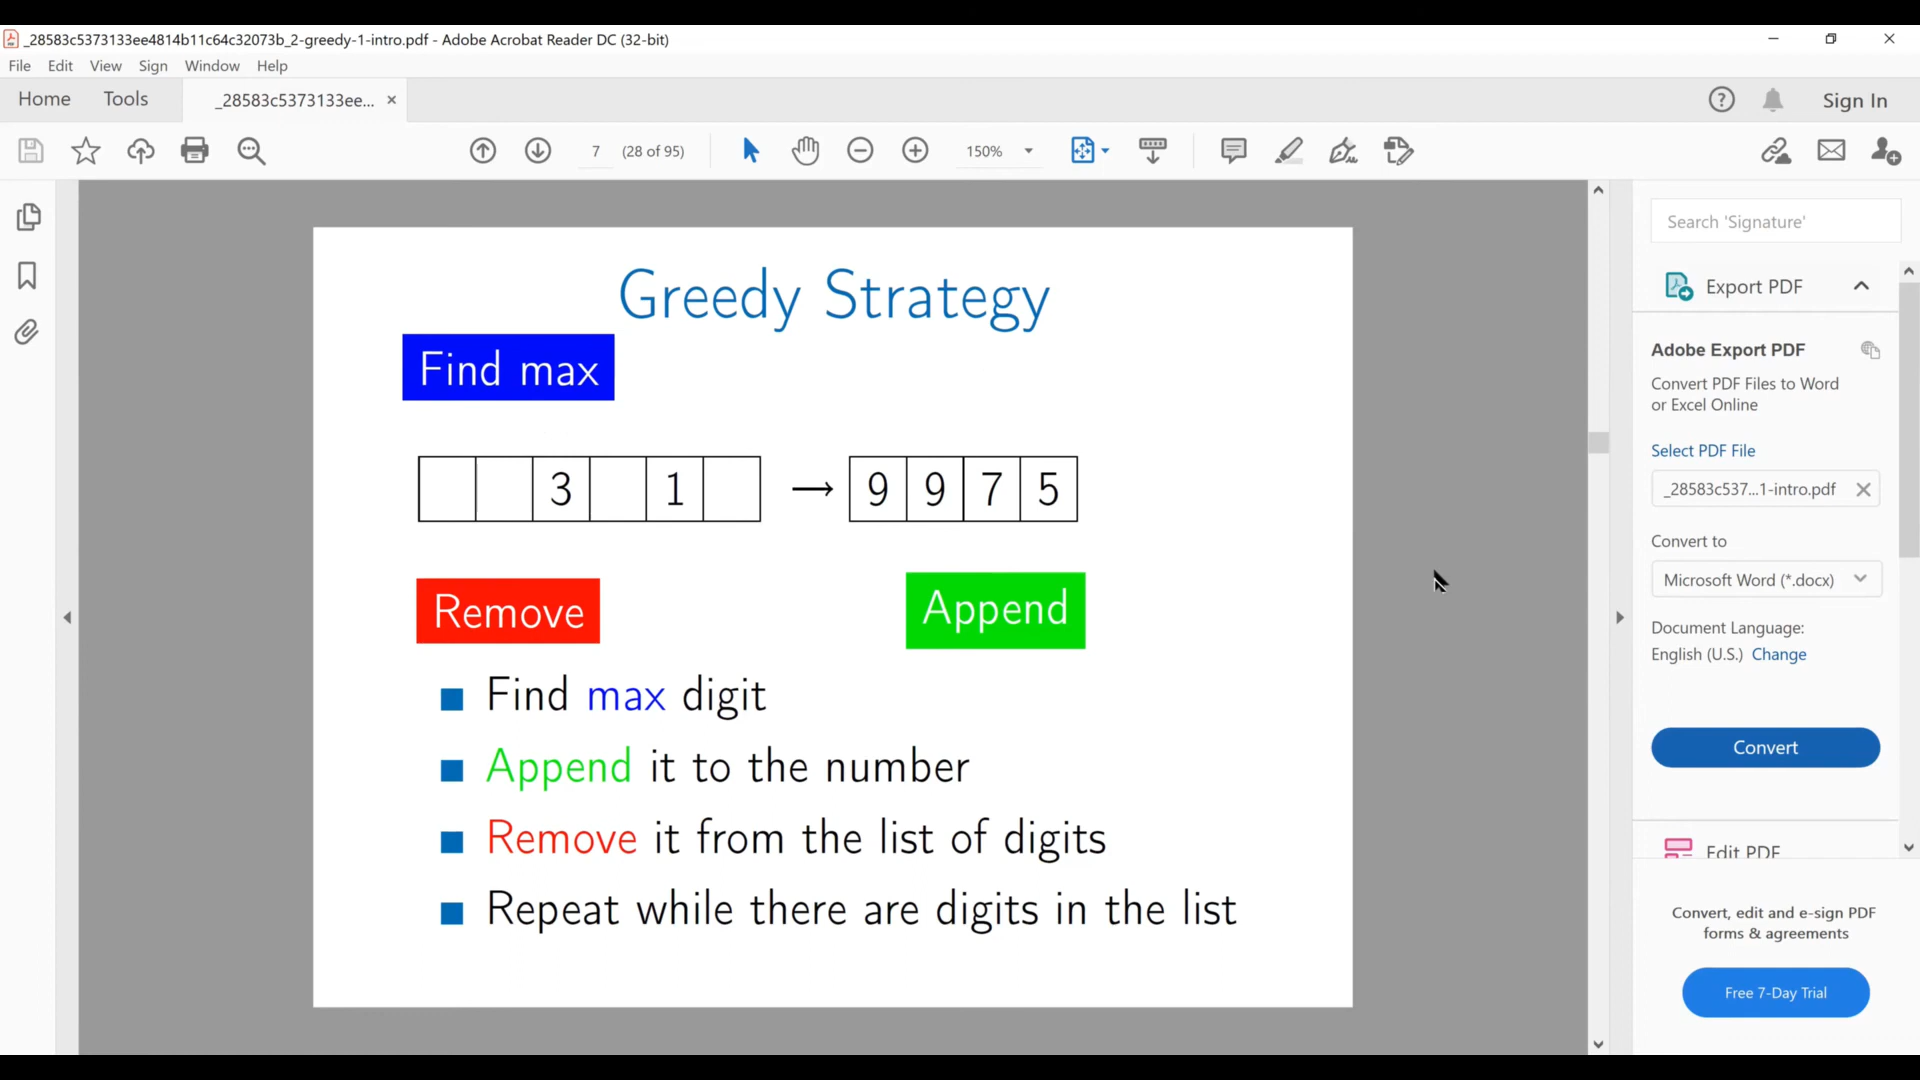 _28583c5373133ee4814b11c64c32073b_2-greedy-1-intro.pdf - Adobe Acrobat Reader DC (32-bit)
File Edit View Sign Window Help
Home Tools _28583c5373133ee... × Sign In
7 (28 of 95) 150%
Search 'Signature'
Export PDF
Adobe Export PDF
Convert PDF Files to Word
or Excel Online
Select PDF File
_28583c537...1-intro.pdf
Convert to
Microsoft Word (*.docx)
Document Language:
English (U.S.) Change
Convert
Edit PDF
Convert, edit and e-sign PDF
forms & agreements
Free 7-Day Trial
Greedy Strategy
Find max
3 1 → 9 9 7 5
Remove Append
Find max digit
Append it to the number
Remove it from the list of digits
Repeat while there are digits in the list